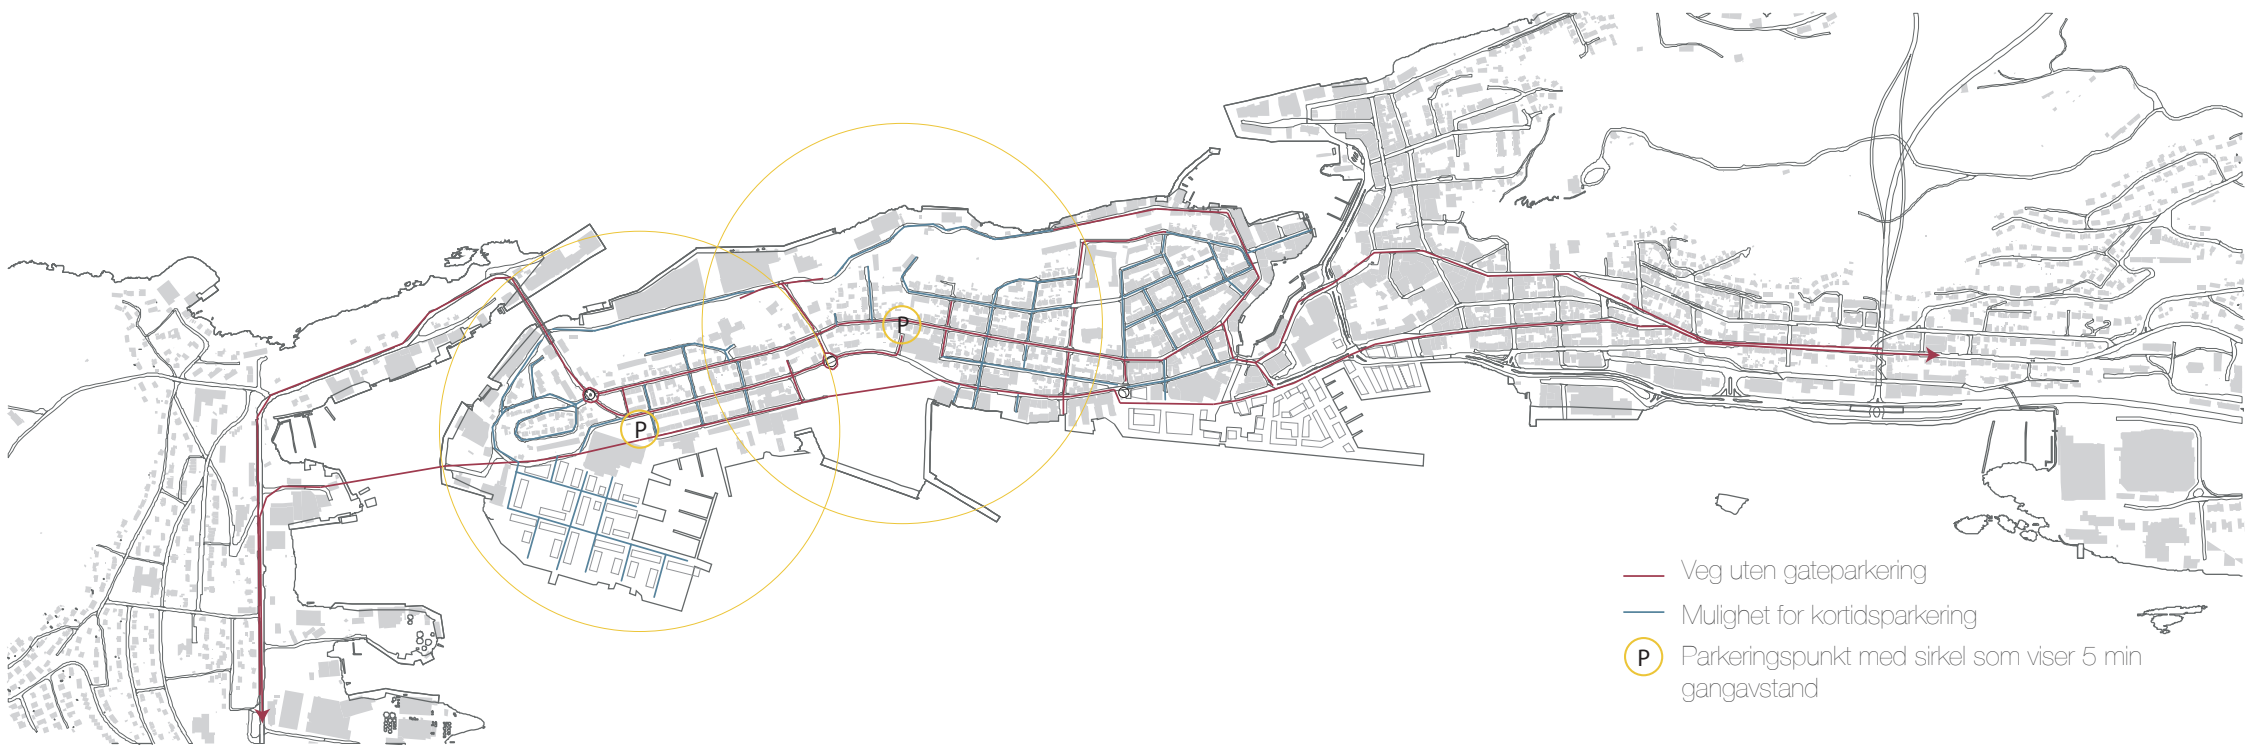 P
P
Veg uten gateparkering
Mulighet for kortidsparkering
P
Parkeringspunkt med sirkel som viser 5 min
gangavstand